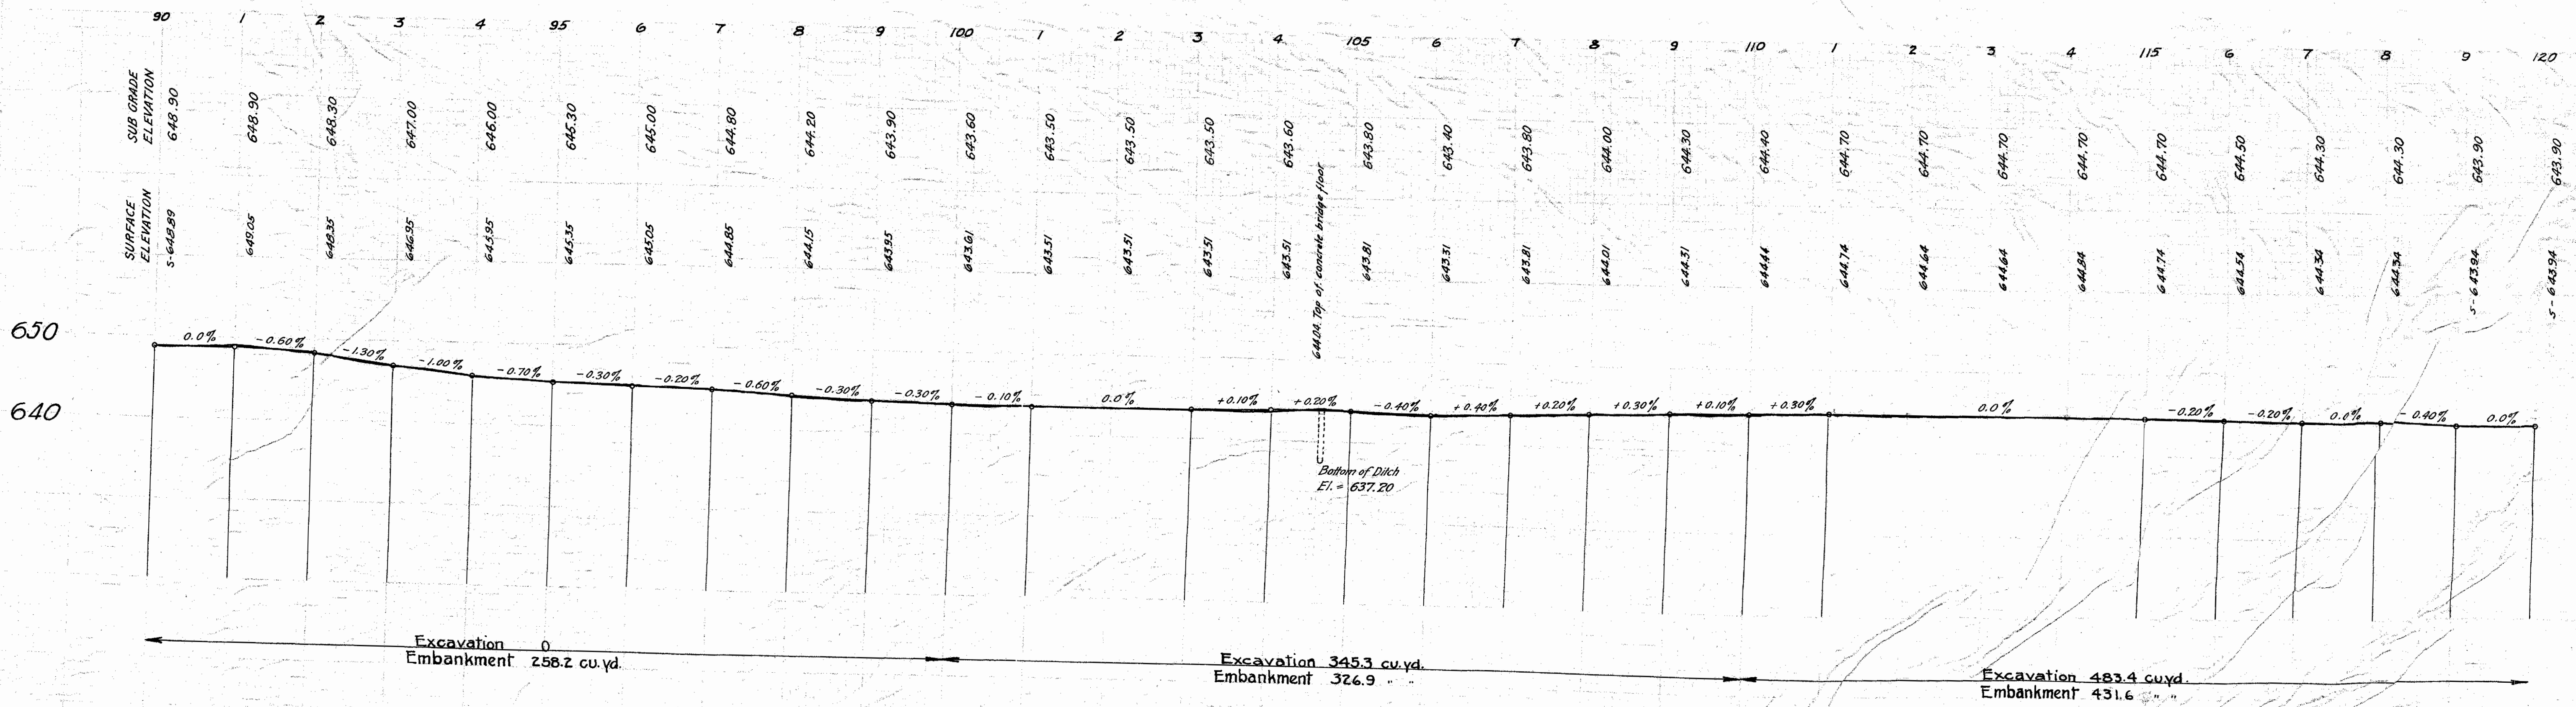 90 1 2 3 4 95 6 7 8 9 100 1 2 3 4 105 6 7 8 9 110 1 2 3 4 115 6 7 8 9 120
SUB GRADE
ELEVATION
648.90 648.90 648.30 647.00 646.00 645.30 645.00 644.80 644.20 643.90 643.60 643.50 643.50 643.50 643.60 643.80 643.40 643.80 644.00 644.30 644.40 644.70 644.70 644.70 644.70 644.70 644.50 644.30 644.30 643.90 643.90
SURFACE
ELEVATION
S-648.89 649.05 648.35 646.95 645.95 645.35 645.05 644.85 644.15 643.95 643.61 643.51 643.51 643.51 643.51 643.81 643.31 643.81 644.01 644.31 644.44 644.74 644.64 644.64 644.84 644.74 644.54 644.34 644.34 S-643.94 S-643.94
644.04 Top of concrete bridge floor
650
0.0% -0.60% -1.30% -1.00% -0.70% -0.30% -0.20% -0.60% -0.30% -0.30% -0.10% 0.0% +0.10% +0.20% -0.40% +0.40% +0.20% +0.30% +0.10% +0.30% 0.0% -0.20% -0.20% 0.0% -0.40% 0.0%
640
Bottom of Ditch
El. = 637.20
Excavation 0
Embankment 258.2 cu.yd.
Excavation 345.3 cu.yd.
Embankment 326.9 " "
Excavation 483.4 cu.yd.
Embankment 431.6 " "